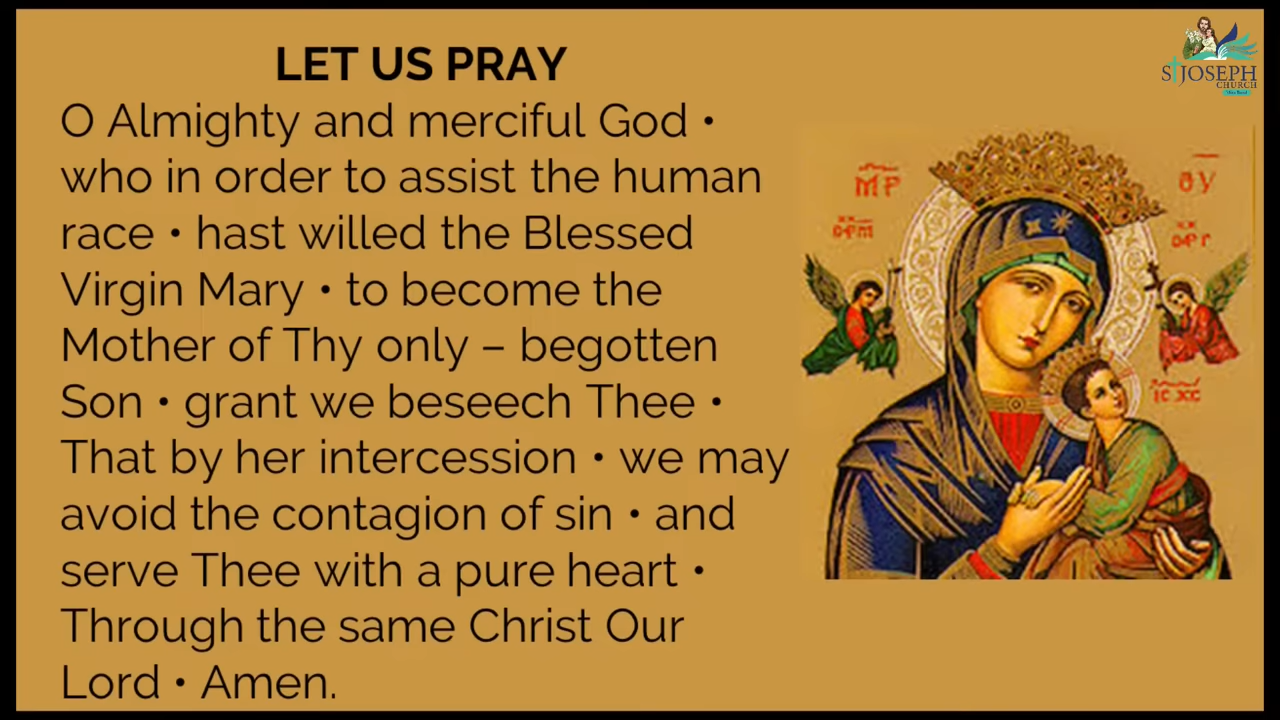 LET US PRAY
O Almighty and merciful God •
who in order to assist the human
race • hast willed the Blessed
Virgin Mary • to become the
Mother of Thy only – begotten
Son • grant we beseech Thee •
That by her intercession • we may
avoid the contagion of sin • and
serve Thee with a pure heart •
Through the same Christ Our
Lord • Amen.
ST JOSEPH
CHURCH
ΜΡ
ΘΥ
IC XC